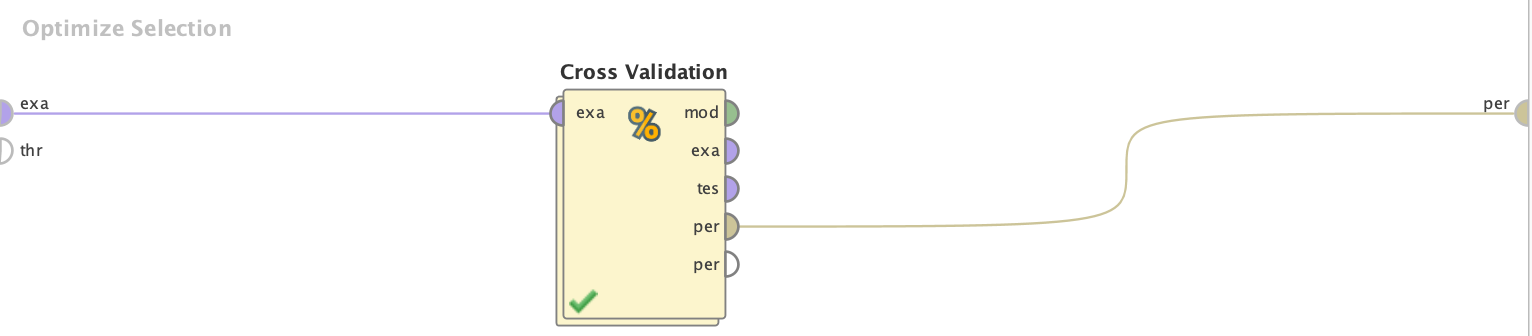 Optimize Selection
Cross Validation
exa
thr
exa
%
mod
exa
tes
per
per
per